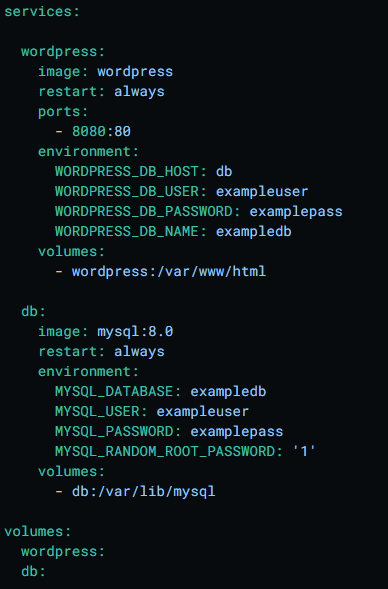 services:

  wordpress:
    image: wordpress
    restart: always
    ports:
      - 8080:80
    environment:
      WORDPRESS_DB_HOST: db
      WORDPRESS_DB_USER: exampleuser
      WORDPRESS_DB_PASSWORD: examplepass
      WORDPRESS_DB_NAME: exampledb
    volumes:
      - wordpress:/var/www/html

  db:
    image: mysql:8.0
    restart: always
    environment:
      MYSQL_DATABASE: exampledb
      MYSQL_USER: exampleuser
      MYSQL_PASSWORD: examplepass
      MYSQL_RANDOM_ROOT_PASSWORD: '1'
    volumes:
      - db:/var/lib/mysql

volumes:
  wordpress:
  db: